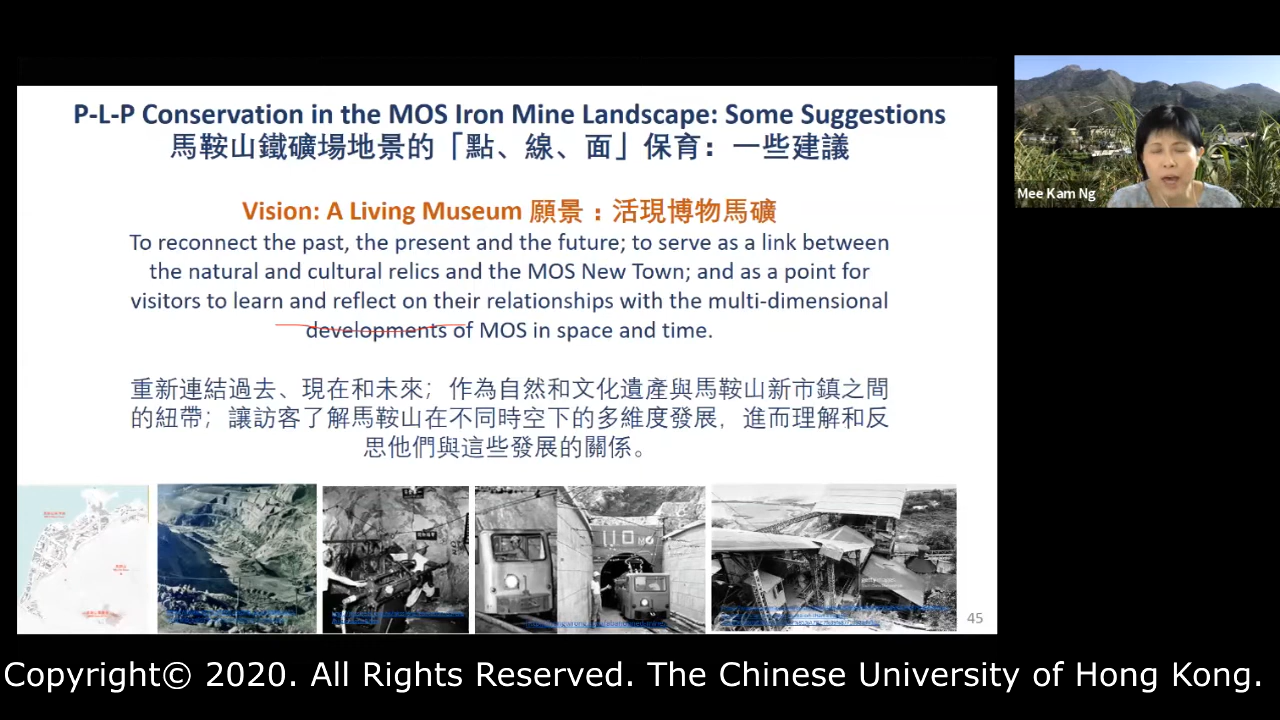 P-L-P Conservation in the MOS Iron Mine Landscape: Some Suggestions
馬鞍山鐵礦場地景的「點、線、面」保育：一些建議
Mee Kam Ng
Vision: A Living Museum 願景：活現博物馬礦
To reconnect the past, the present and the future; to serve as a link between
the natural and cultural relics and the MOS New Town; and as a point for
visitors to learn and reflect on their relationships with the multi-dimensional
developments of MOS in space and time.
重新連結過去、現在和未來；作為自然和文化遺產與馬鞍山新市鎮之間
的紐帶；讓訪客了解馬鞍山在不同時空下的多維度發展，進而理解和反
思他們與這些發展的關係。
45
Copyright© 2020. All Rights Reserved. The Chinese University of Hong Kong.